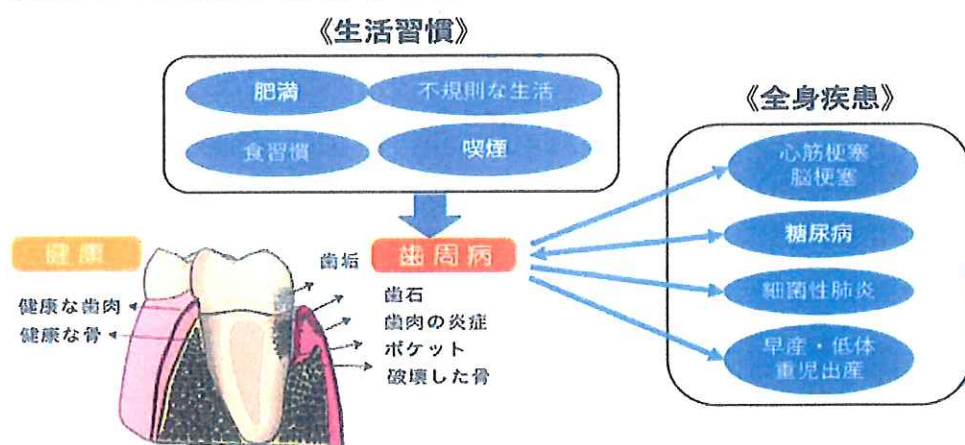 《生活習慣》
肥満
不規則な生活
食習慣
喫煙
《全身疾患》
心筋梗塞
脳梗塞
糖尿病
細菌性肺炎
早産・低体
重児出産
健康
歯周病
歯垢
歯石
歯肉の炎症
ポケット
破壊した骨
健康な歯肉
健康な骨